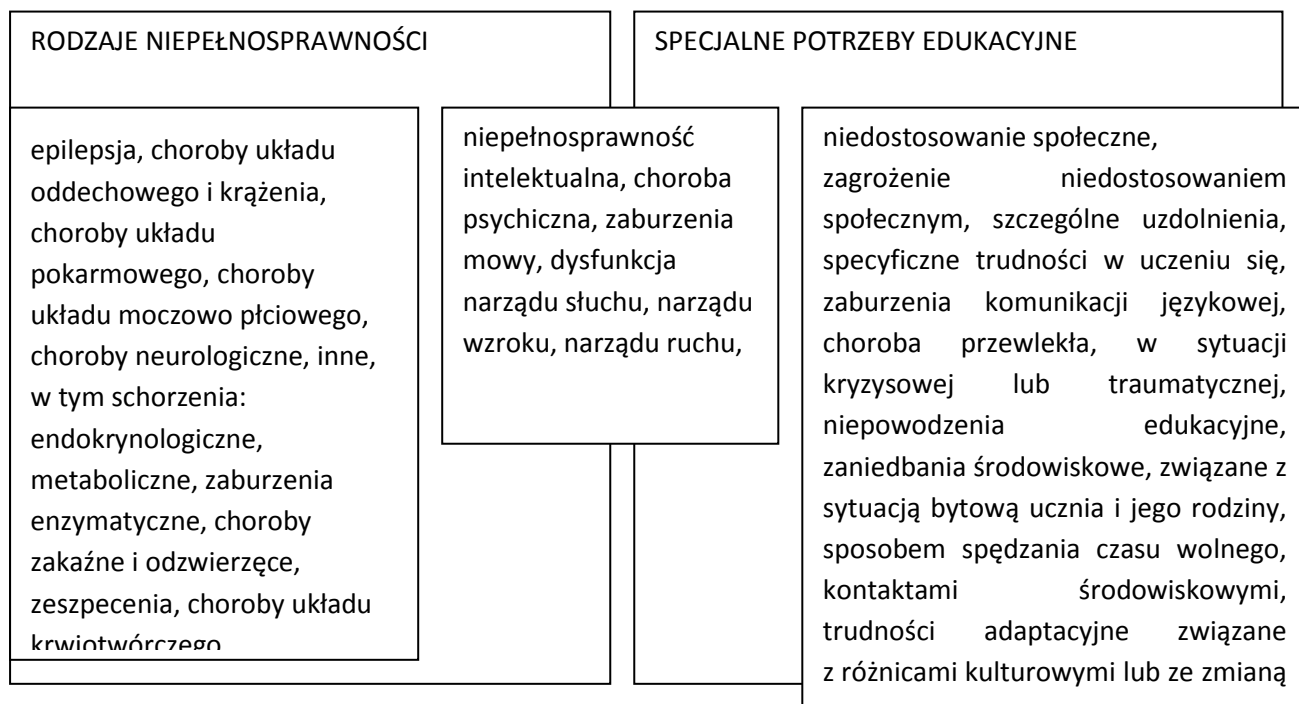 RODZAJE NIEPEŁNOSPRAWNOŚCI
epilepsja, choroby układu
oddechowego i krążenia,
choroby układu
pokarmowego, choroby
układu moczowo płciowego,
choroby neurologiczne, inne,
w tym schorzenia:
endokrynologiczne,
metaboliczne, zaburzenia
enzymatyczne, choroby
zakaźne i odzwierzęce,
zeszpecenia, choroby układu
krwiotwórczego
niepełnosprawność
intelektualna, choroba
psychiczna, zaburzenia
mowy, dysfunkcja
narządu słuchu, narządu
wzroku, narządu ruchu,
SPECJALNE POTRZEBY EDUKACYJNE
niedostosowanie społeczne,
zagrożenie niedostosowaniem
społecznym, szczególne uzdolnienia,
specyficzne trudności w uczeniu się,
zaburzenia komunikacji językowej,
choroba przewlekła, w sytuacji
kryzysowej lub traumatycznej,
niepowodzenia edukacyjne,
zaniedbania środowiskowe, związane z
sytuacją bytową ucznia i jego rodziny,
sposobem spędzania czasu wolnego,
kontaktami środowiskowymi,
trudności adaptacyjne związane
z różnicami kulturowymi lub ze zmianą